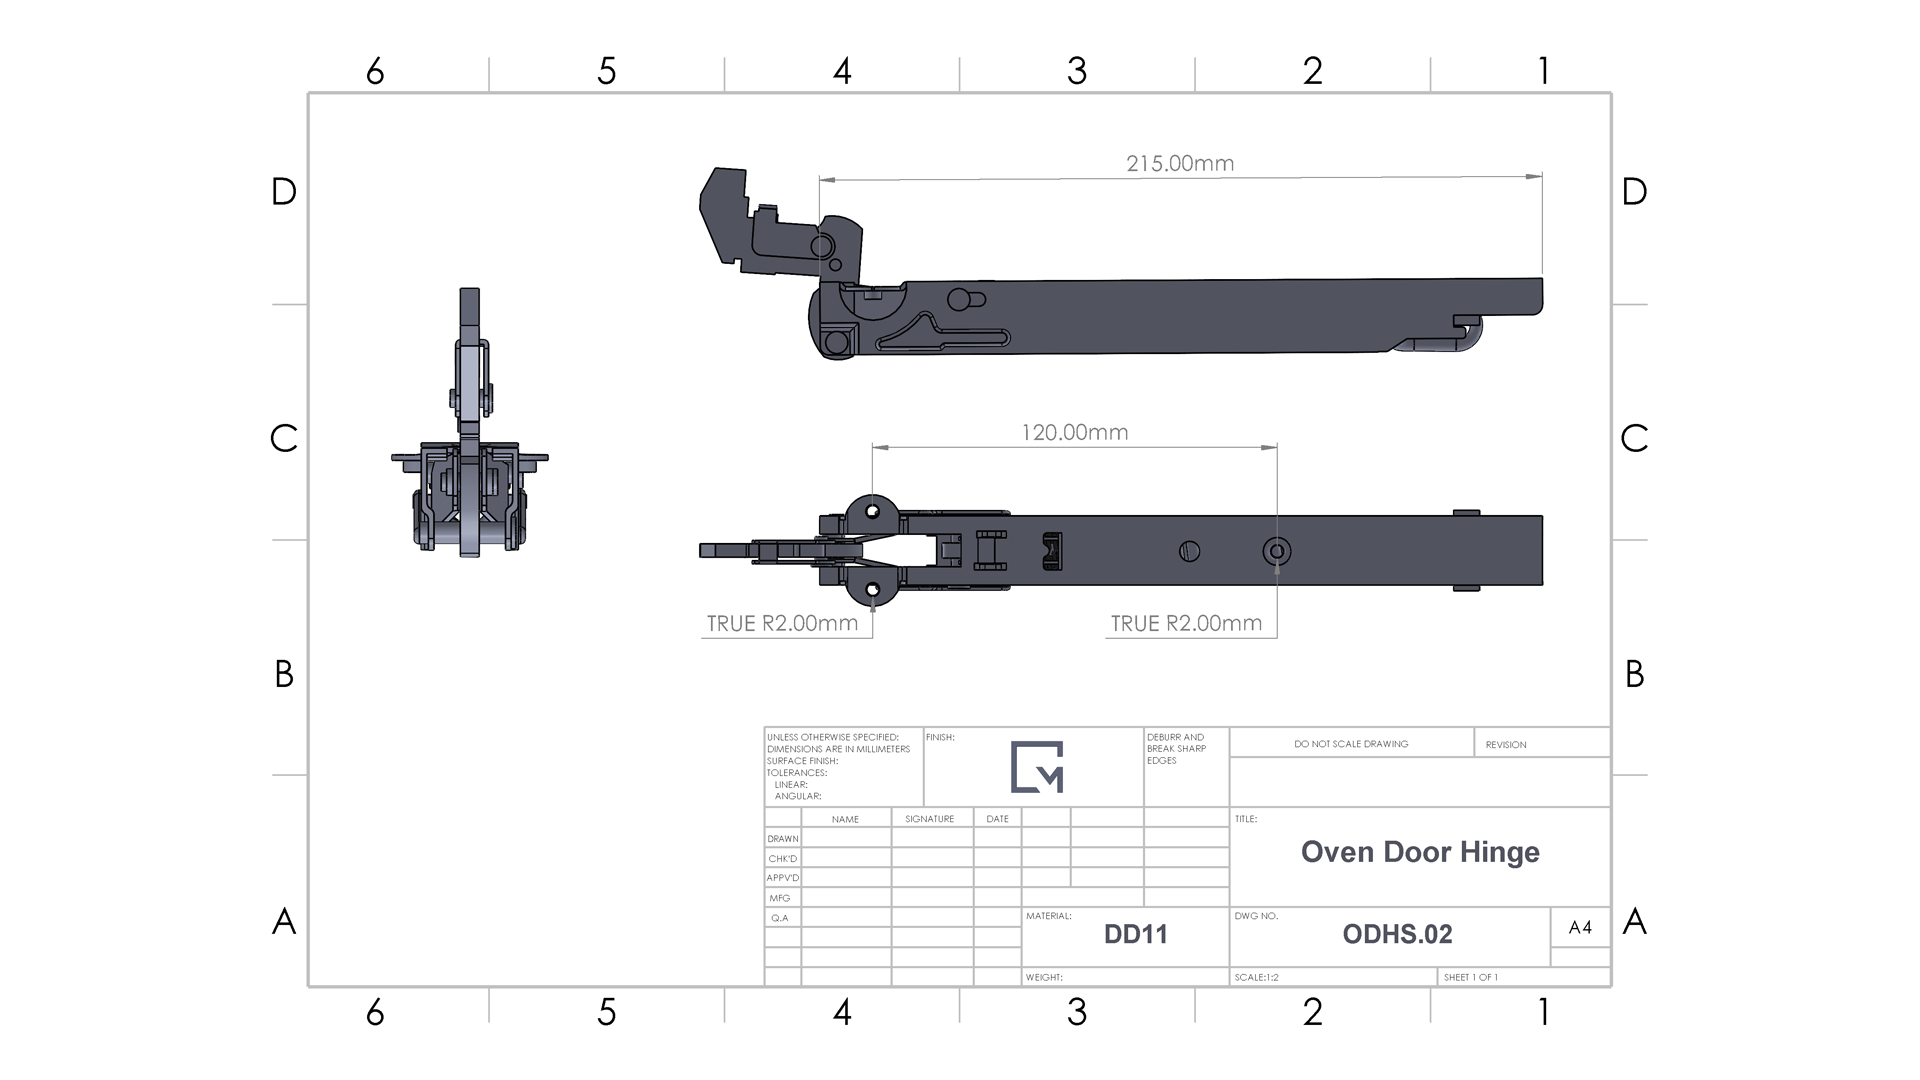 6 5 4 3 2 1
D D
215.00mm
C C
120.00mm
TRUE R2.00mm TRUE R2.00mm
B B
UNLESS OTHERWISE SPECIFIED:
DIMENSIONS ARE IN MILLIMETERS
SURFACE FINISH:
TOLERANCES:
LINEAR:
ANGULAR:
FINISH:
DEBURR AND
BREAK SHARP
EDGES
DO NOT SCALE DRAWING
REVISION
NAME SIGNATURE DATE
DRAWN
CHK'D
APPV'D
MFG
Q.A
TITLE:
Oven Door Hinge
MATERIAL:
DD11
DWG NO.
ODHS.02
A4
WEIGHT:
SCALE:1:2
SHEET 1 OF 1
A A
6 5 4 3 2 1